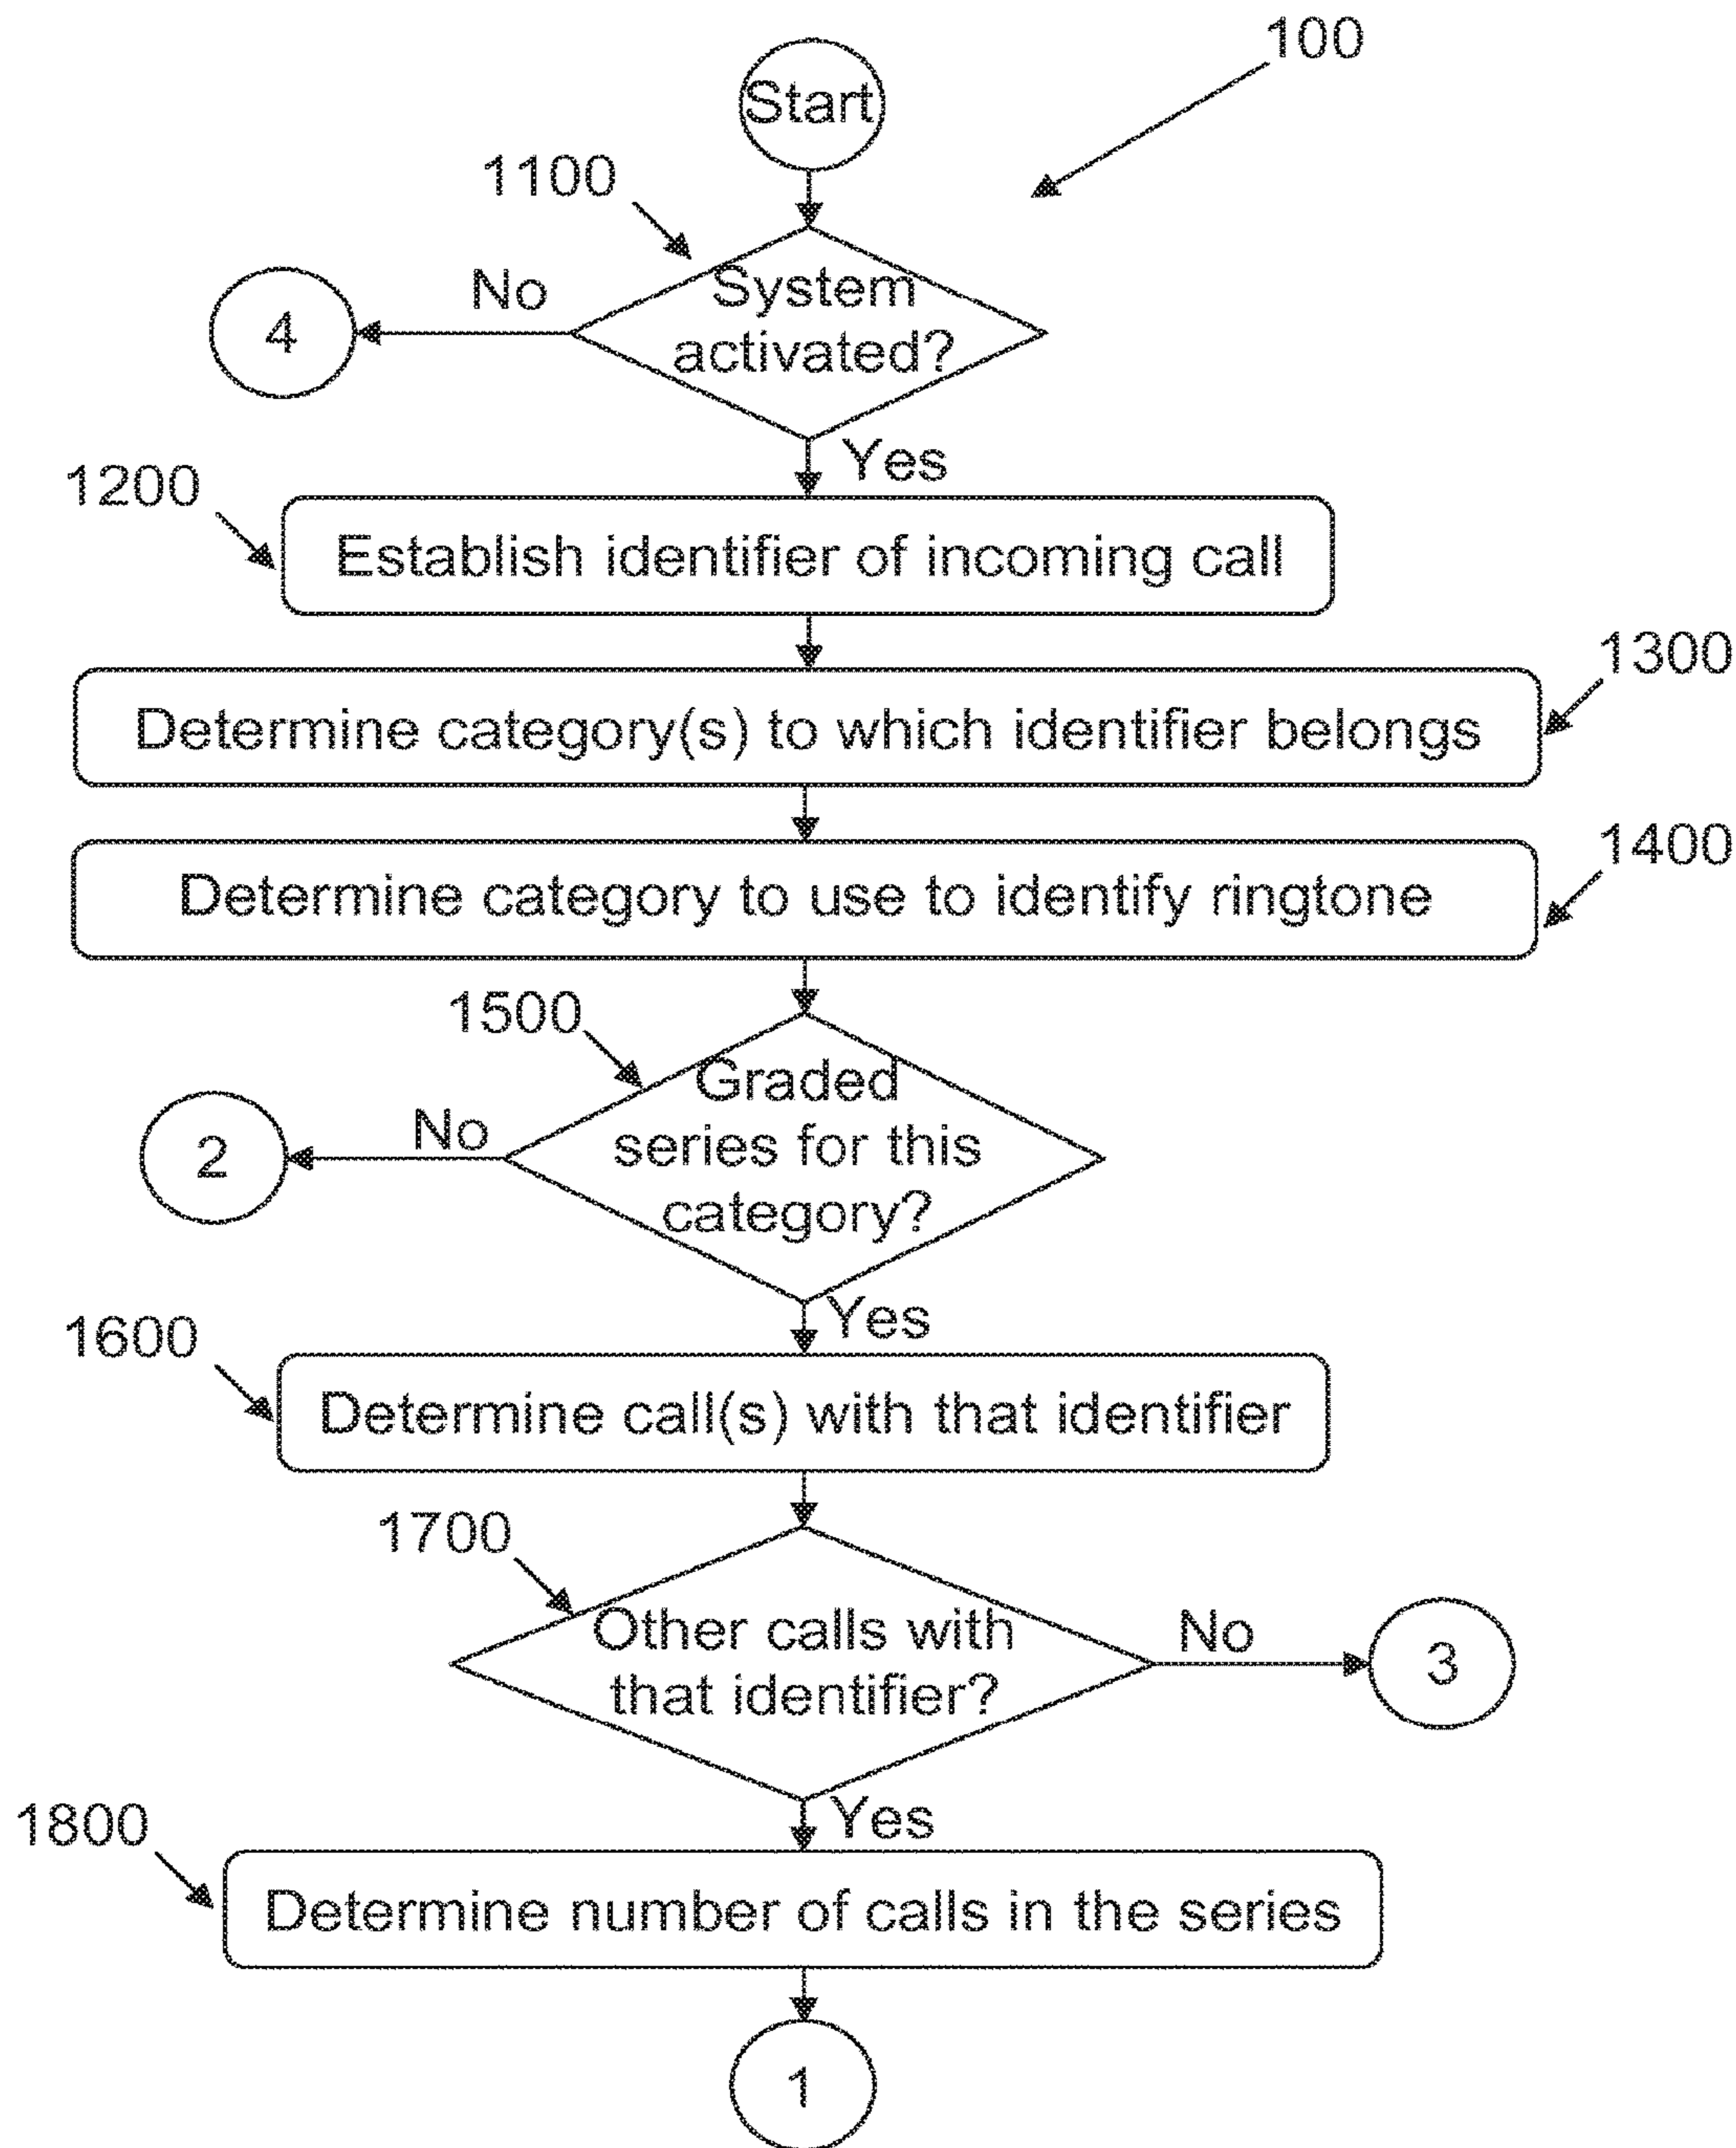 100
Start
1100
System
activated?
No
4
Yes
1200
Establish identifier of incoming call
1300
Determine category(s) to which identifier belongs
1400
Determine category to use to identify ringtone
1500
Graded
series for this
category?
No
2
Yes
1600
Determine call(s) with that identifier
1700
Other calls with
that identifier?
No
3
Yes
1800
Determine number of calls in the series
1